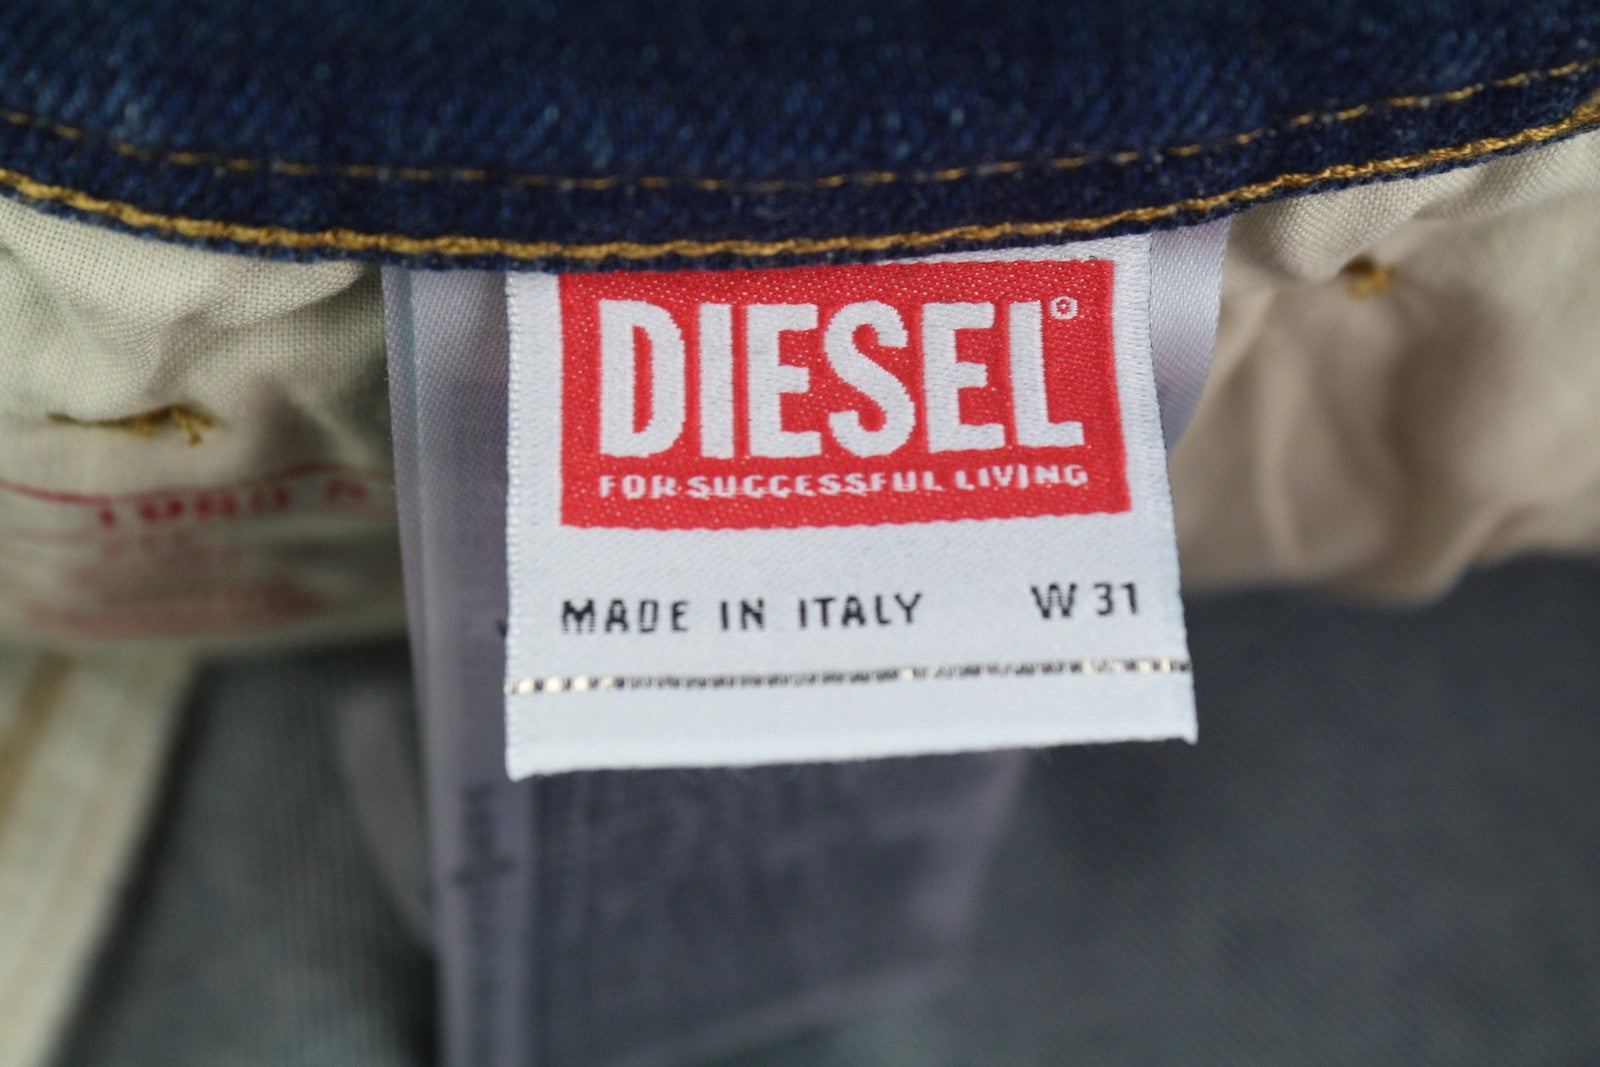 DIESEL®
FOR SUCCESSFUL LIVING
MADE IN ITALY W 31